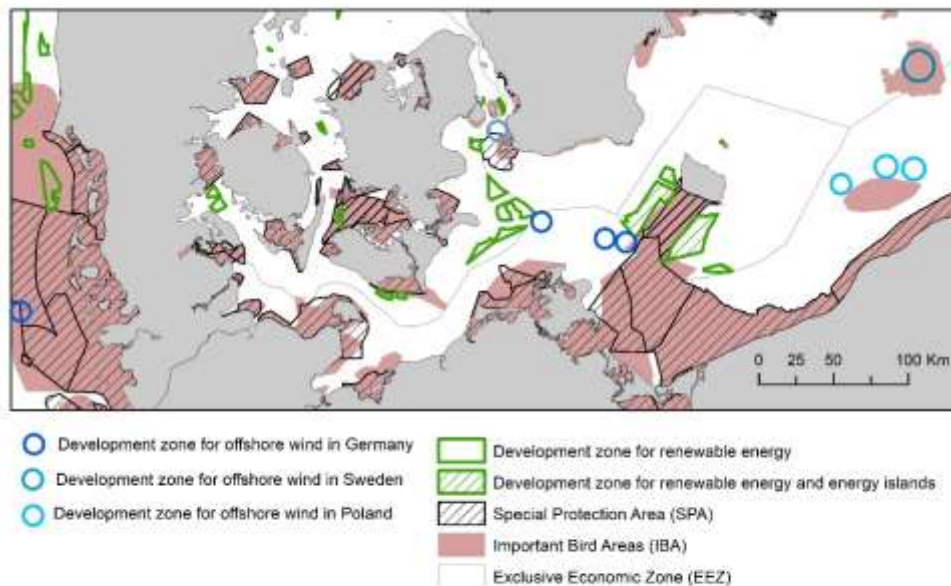 0 25 50 100 Km
Development zone for offshore wind in Germany
Development zone for offshore wind in Sweden
Development zone for offshore wind in Poland
Development zone for renewable energy
Development zone for renewable energy and energy islands
Special Protection Area (SPA)
Important Bird Areas (IBA)
Exclusive Economic Zone (EEZ)